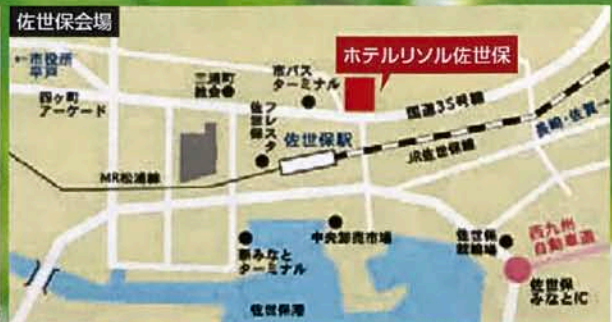 佐世保会場
←市役所
平戸
四ヶ町
アーケード
三浦町
教会
市バス
ターミナル
ホテルリソル佐世保
国道35号線
フレスタ
佐世保
佐世保駅
長崎・佐賀
JR佐世保線
MR松浦線
中央卸売市場
新みなと
ターミナル
佐世保港
佐世保
西九州
自動車道
佐世保
みなとIC